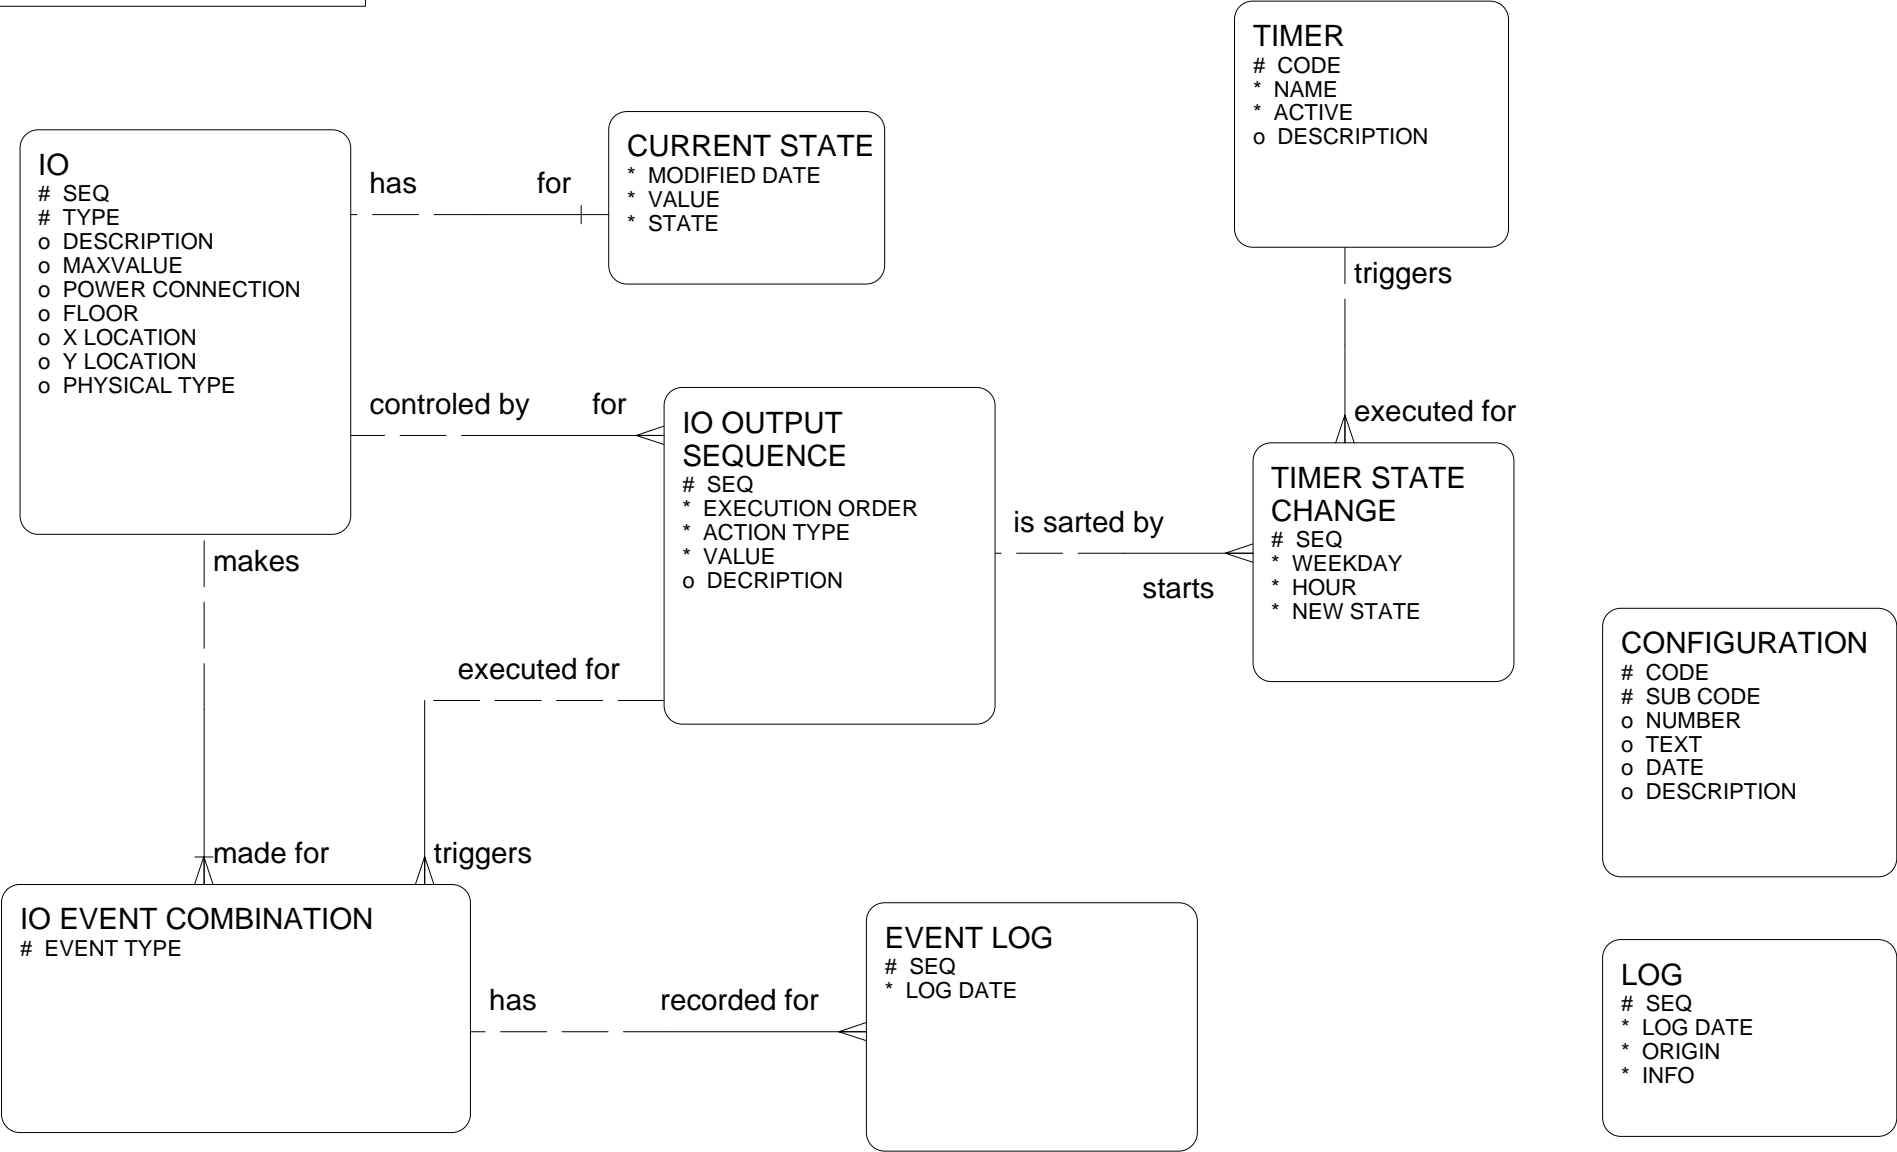 TIMER
# CODE
* NAME
* ACTIVE
o DESCRIPTION
IO
# SEQ
# TYPE
o DESCRIPTION
o MAXVALUE
o POWER CONNECTION
o FLOOR
o X LOCATION
o Y LOCATION
o PHYSICAL TYPE
has
for
CURRENT STATE
* MODIFIED DATE
* VALUE
* STATE
triggers
executed for
controled by
for
IO OUTPUT
SEQUENCE
# SEQ
* EXECUTION ORDER
* ACTION TYPE
* VALUE
o DECRIPTION
is sarted by
starts
TIMER STATE
CHANGE
# SEQ
* WEEKDAY
* HOUR
* NEW STATE
makes
made for
executed for
triggers
CONFIGURATION
# CODE
# SUB CODE
o NUMBER
o TEXT
o DATE
o DESCRIPTION
IO EVENT COMBINATION
# EVENT TYPE
has
recorded for
EVENT LOG
# SEQ
* LOG DATE
LOG
# SEQ
* LOG DATE
* ORIGIN
* INFO